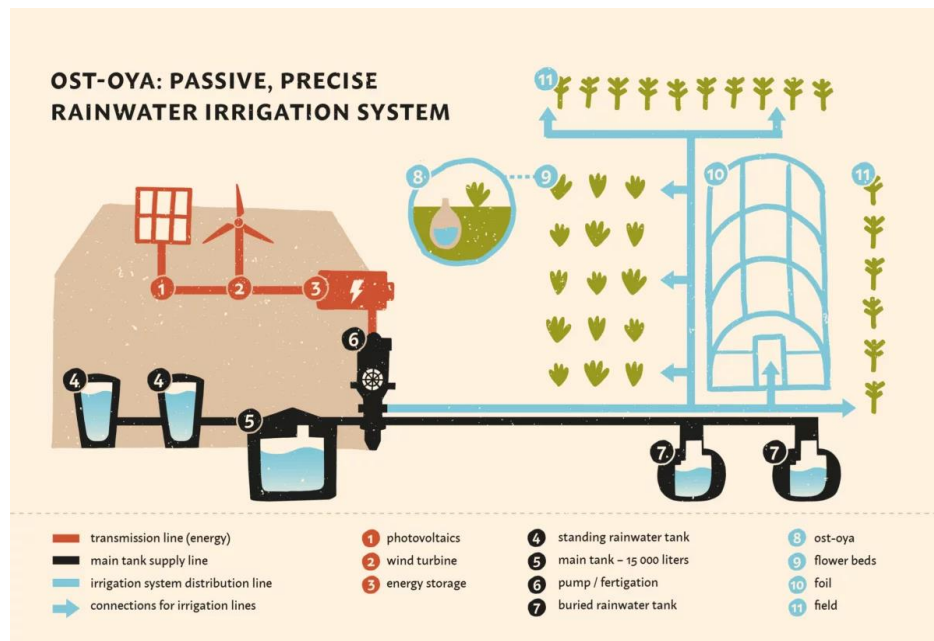 OST-OYA: PASSIVE, PRECISE
RAINWATER IRRIGATION SYSTEM
11
8
9
10
11
1
2
3
6
4
4
5
7
7
transmission line (energy)
main tank supply line
irrigation system distribution line
connections for irrigation lines
1 photovoltaics
2 wind turbine
3 energy storage
4 standing rainwater tank
5 main tank – 15 000 liters
6 pump / fertigation
7 buried rainwater tank
8 ost-oya
9 flower beds
10 foil
11 field